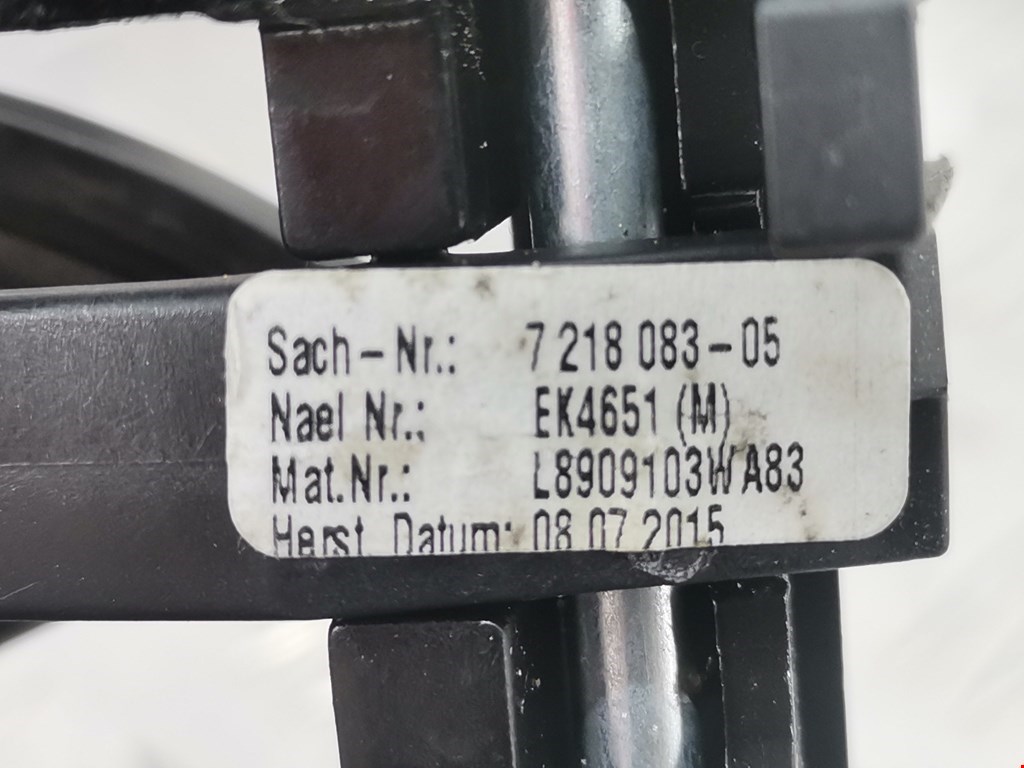 Sach-Nr.: 7 218 083-05
Nael Nr.: EK4651 (M)
Mat.Nr.: L8909103WA83
Herst. Datum: 08.07.2015